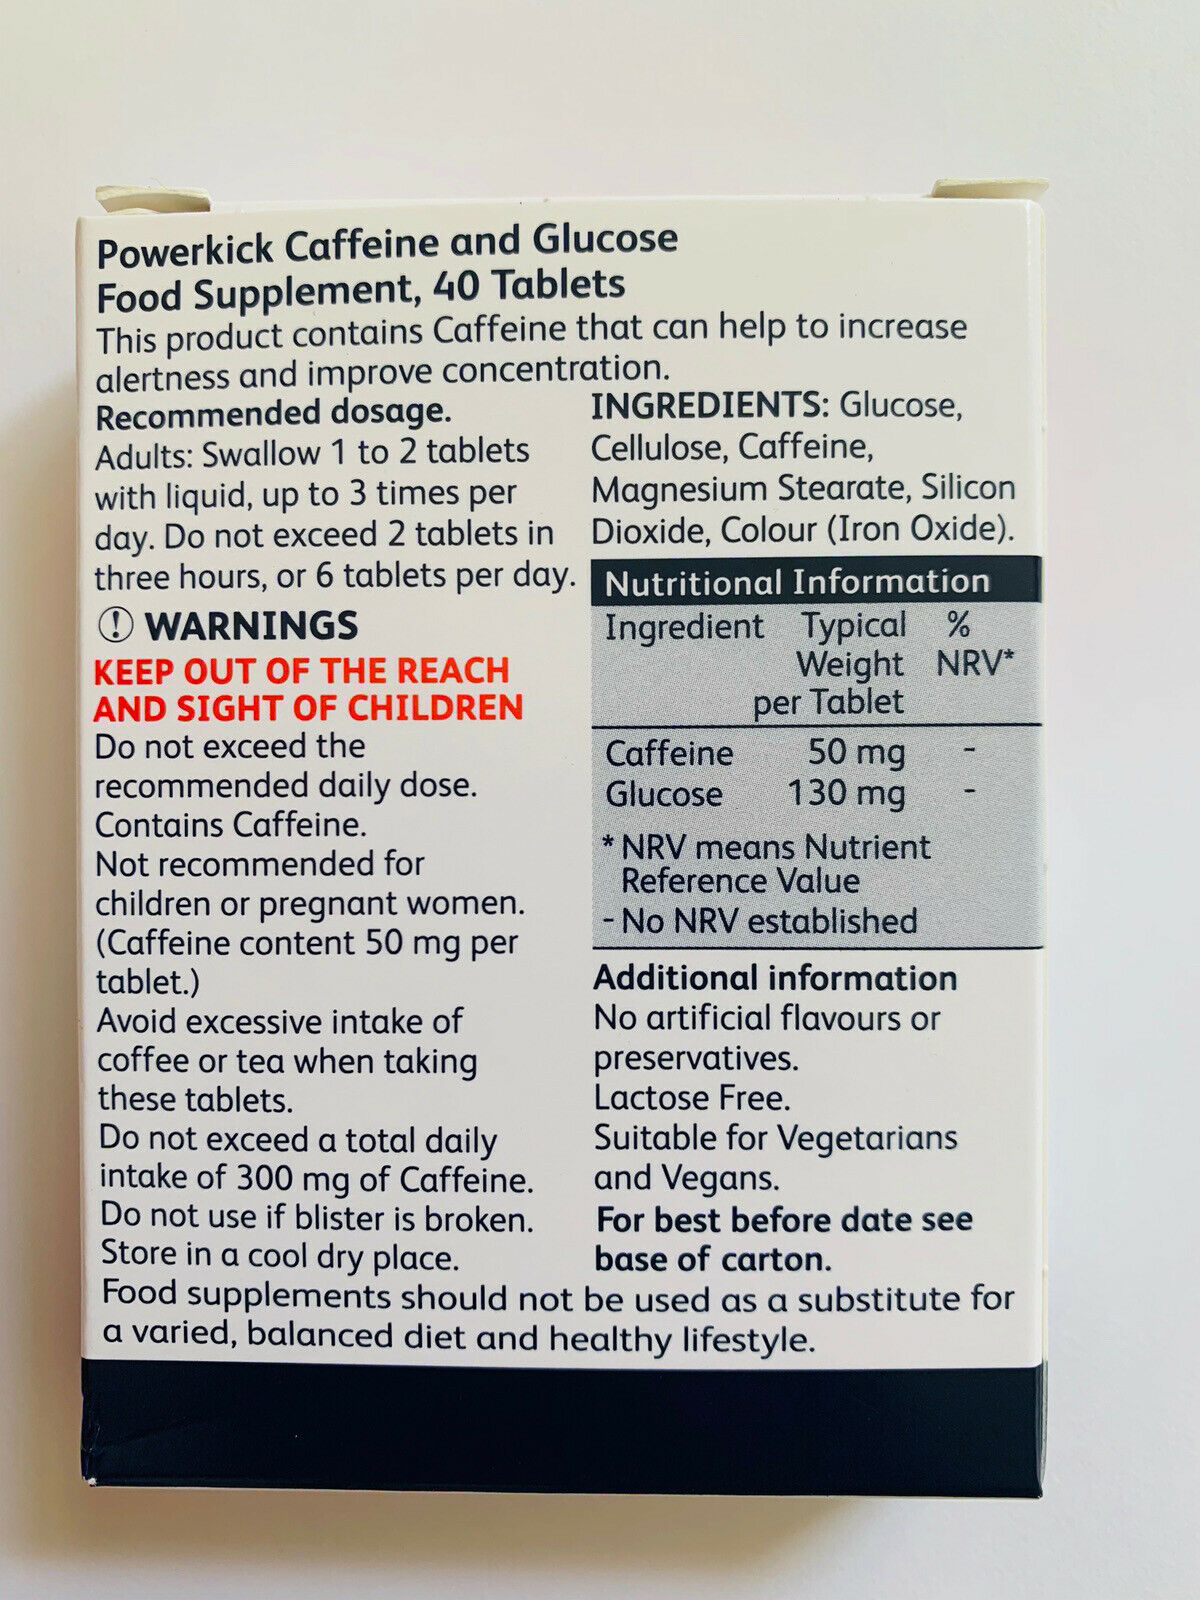 Powerkick Caffeine and Glucose
Food Supplement, 40 Tablets
This product contains Caffeine that can help to increase
alertness and improve concentration.
Recommended dosage.
Adults: Swallow 1 to 2 tablets
with liquid, up to 3 times per
day. Do not exceed 2 tablets in
three hours, or 6 tablets per day.
! WARNINGS
KEEP OUT OF THE REACH
AND SIGHT OF CHILDREN
Do not exceed the
recommended daily dose.
Contains Caffeine.
Not recommended for
children or pregnant women.
(Caffeine content 50 mg per
tablet.)
Avoid excessive intake of
coffee or tea when taking
these tablets.
Do not exceed a total daily
intake of 300 mg of Caffeine.
Do not use if blister is broken.
Store in a cool dry place.
INGREDIENTS: Glucose,
Cellulose, Caffeine,
Magnesium Stearate, Silicon
Dioxide, Colour (Iron Oxide).
Nutritional Information
Ingredient Typical %
Weight NRV*
per Tablet
Caffeine 50 mg -
Glucose 130 mg -
* NRV means Nutrient
Reference Value
- No NRV established
Additional information
No artificial flavours or
preservatives.
Lactose Free.
Suitable for Vegetarians
and Vegans.
For best before date see
base of carton.
Food supplements should not be used as a substitute for
a varied, balanced diet and healthy lifestyle.